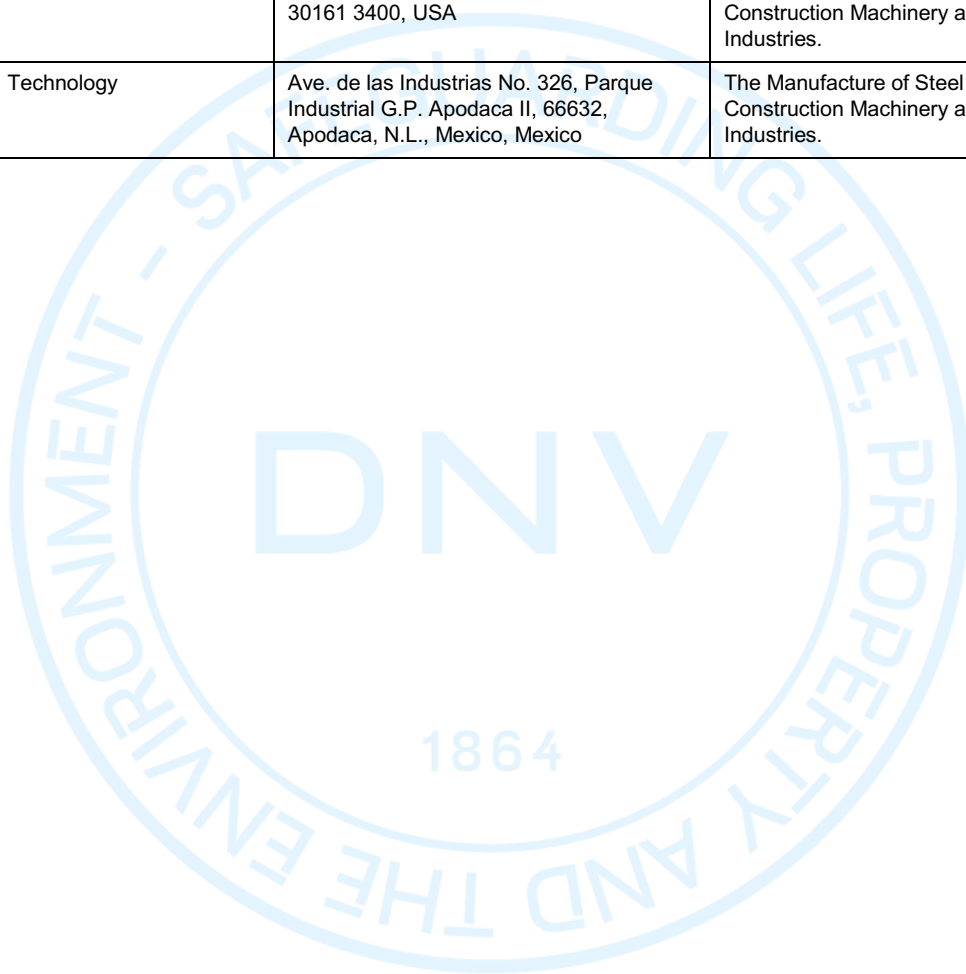 30161 3400, USA
Construction Machinery a
Industries.
Technology
Ave. de las Industrias No. 326, Parque
Industrial G.P. Apodaca II, 66632,
Apodaca, N.L., Mexico, Mexico
The Manufacture of Steel
Construction Machinery a
Industries.
SAFEGUARDING LIFE, PROPERTY AND THE ENVIRONMENT -
DNV
1864